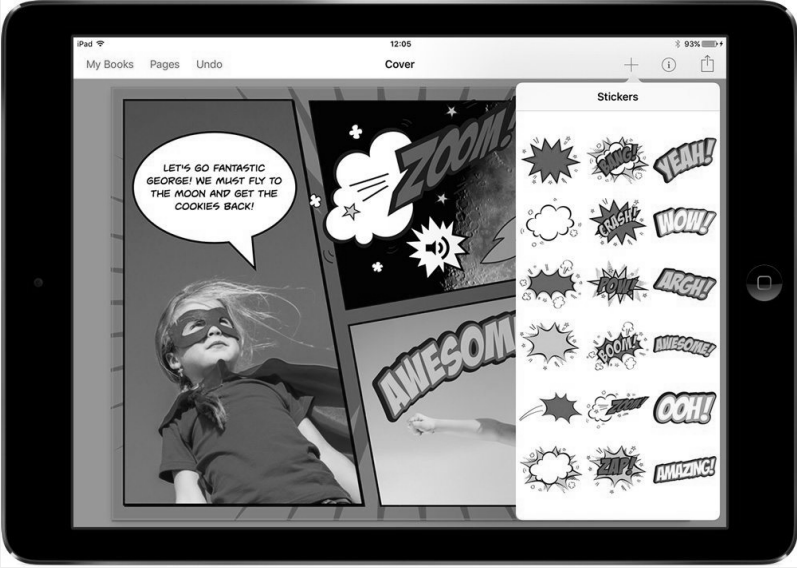 iPad
12:05
93%
My Books
Pages
Undo
Cover
Stickers
LET'S GO FANTASTIC
GEORGE! WE MUST FLY TO
THE MOON AND GET THE
COOKIES BACK!
ZOOM!
AWESOM
BANG!
YEAH!
CRASH!
WOW!
POW!
ARGH!
BOOM!
AWESOME!
ZOOM!
OOH!
ZAP!
AMAZING!